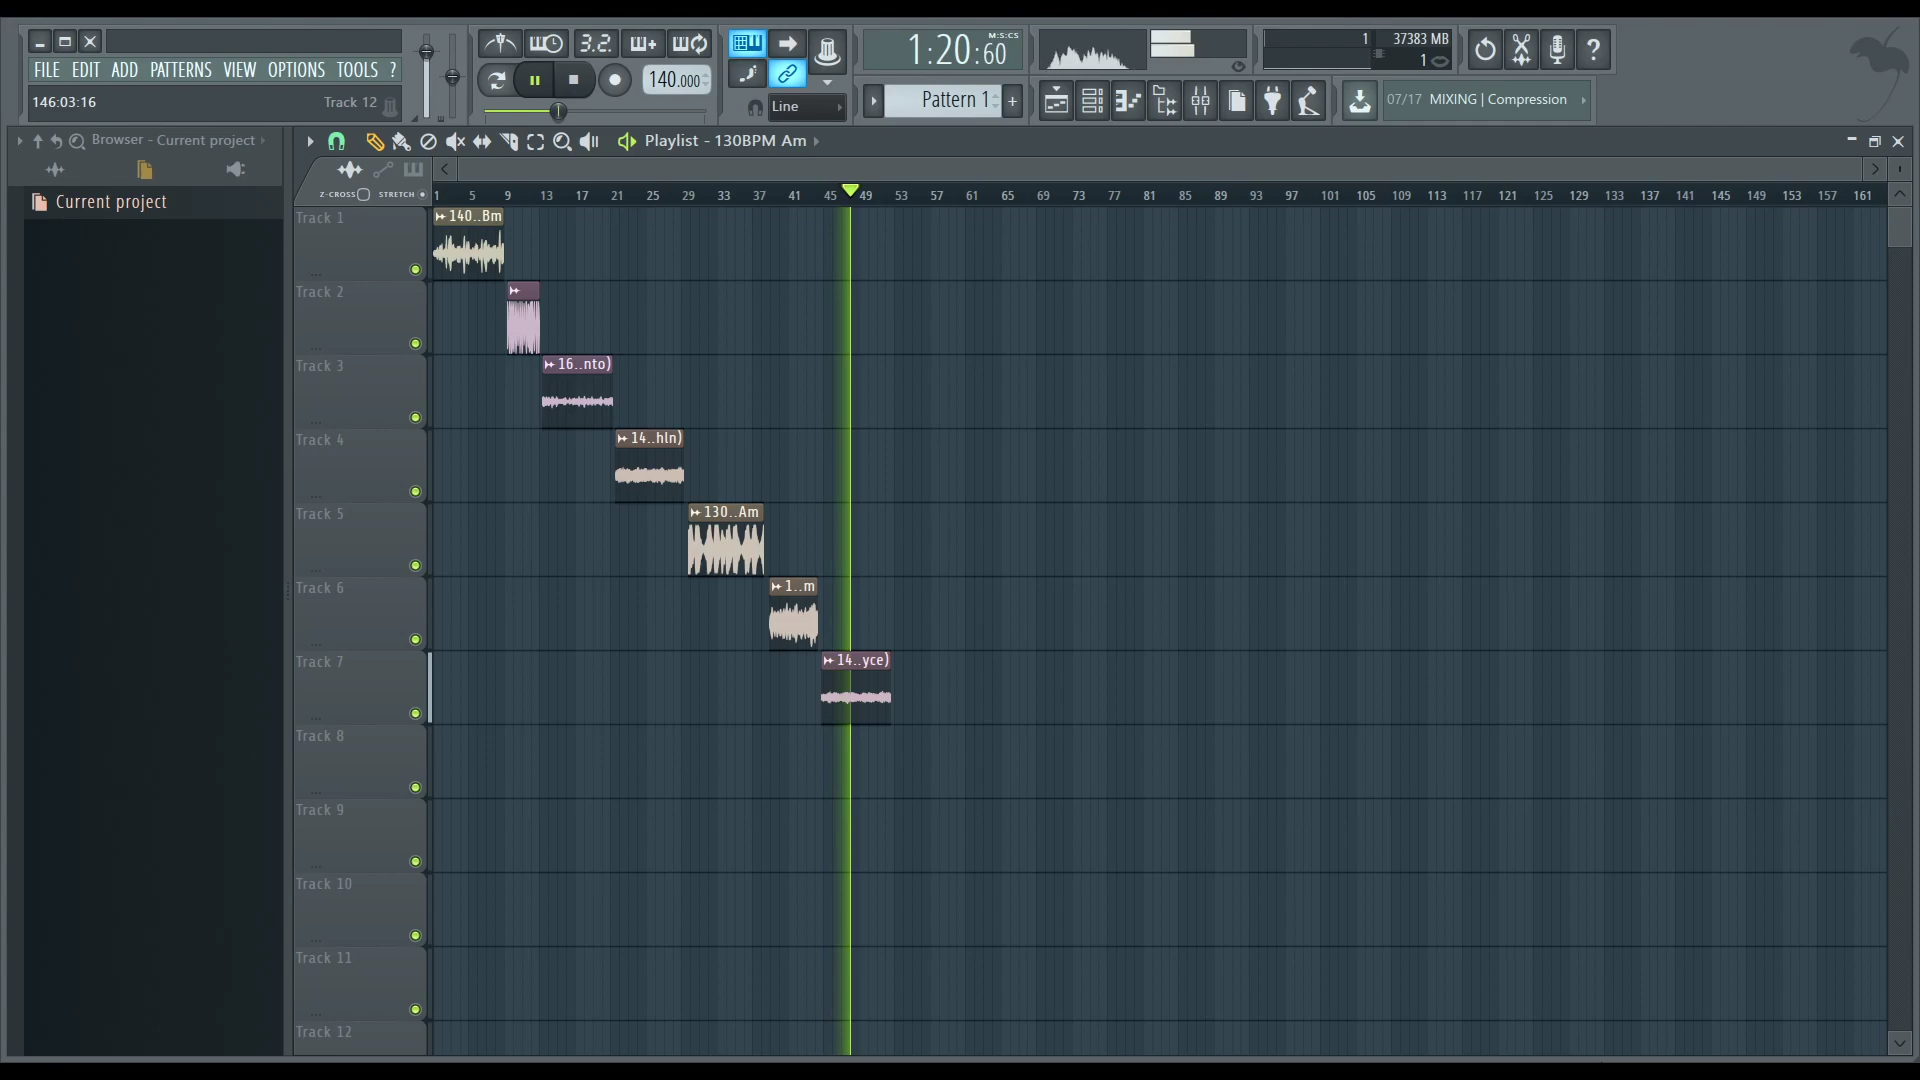 FILE EDIT ADD PATTERNS VIEW OPTIONS TOOLS ?
146:03:16 Track 12
3.2.
140.000
Line
1:20:60 M:S:CS
Pattern 1 +
1 37383 MB
1
?
07/17 MIXING | Compression
Browser - Current project
Current project
Playlist - 130BPM Am
Z-CROSS STRETCH
1 5 9 13 17 21 25 29 33 37 41 45 49 53 57 61 65 69 73 77 81 85 89 93 97 101 105 109 113 117 121 125 129 133 137 141 145 149 153 157 161
Track 1
140..Bm
Track 2
Track 3
16..nto)
Track 4
14..hln)
Track 5
130..Am
Track 6
1..m
Track 7
14..yce)
Track 8
Track 9
Track 10
Track 11
Track 12